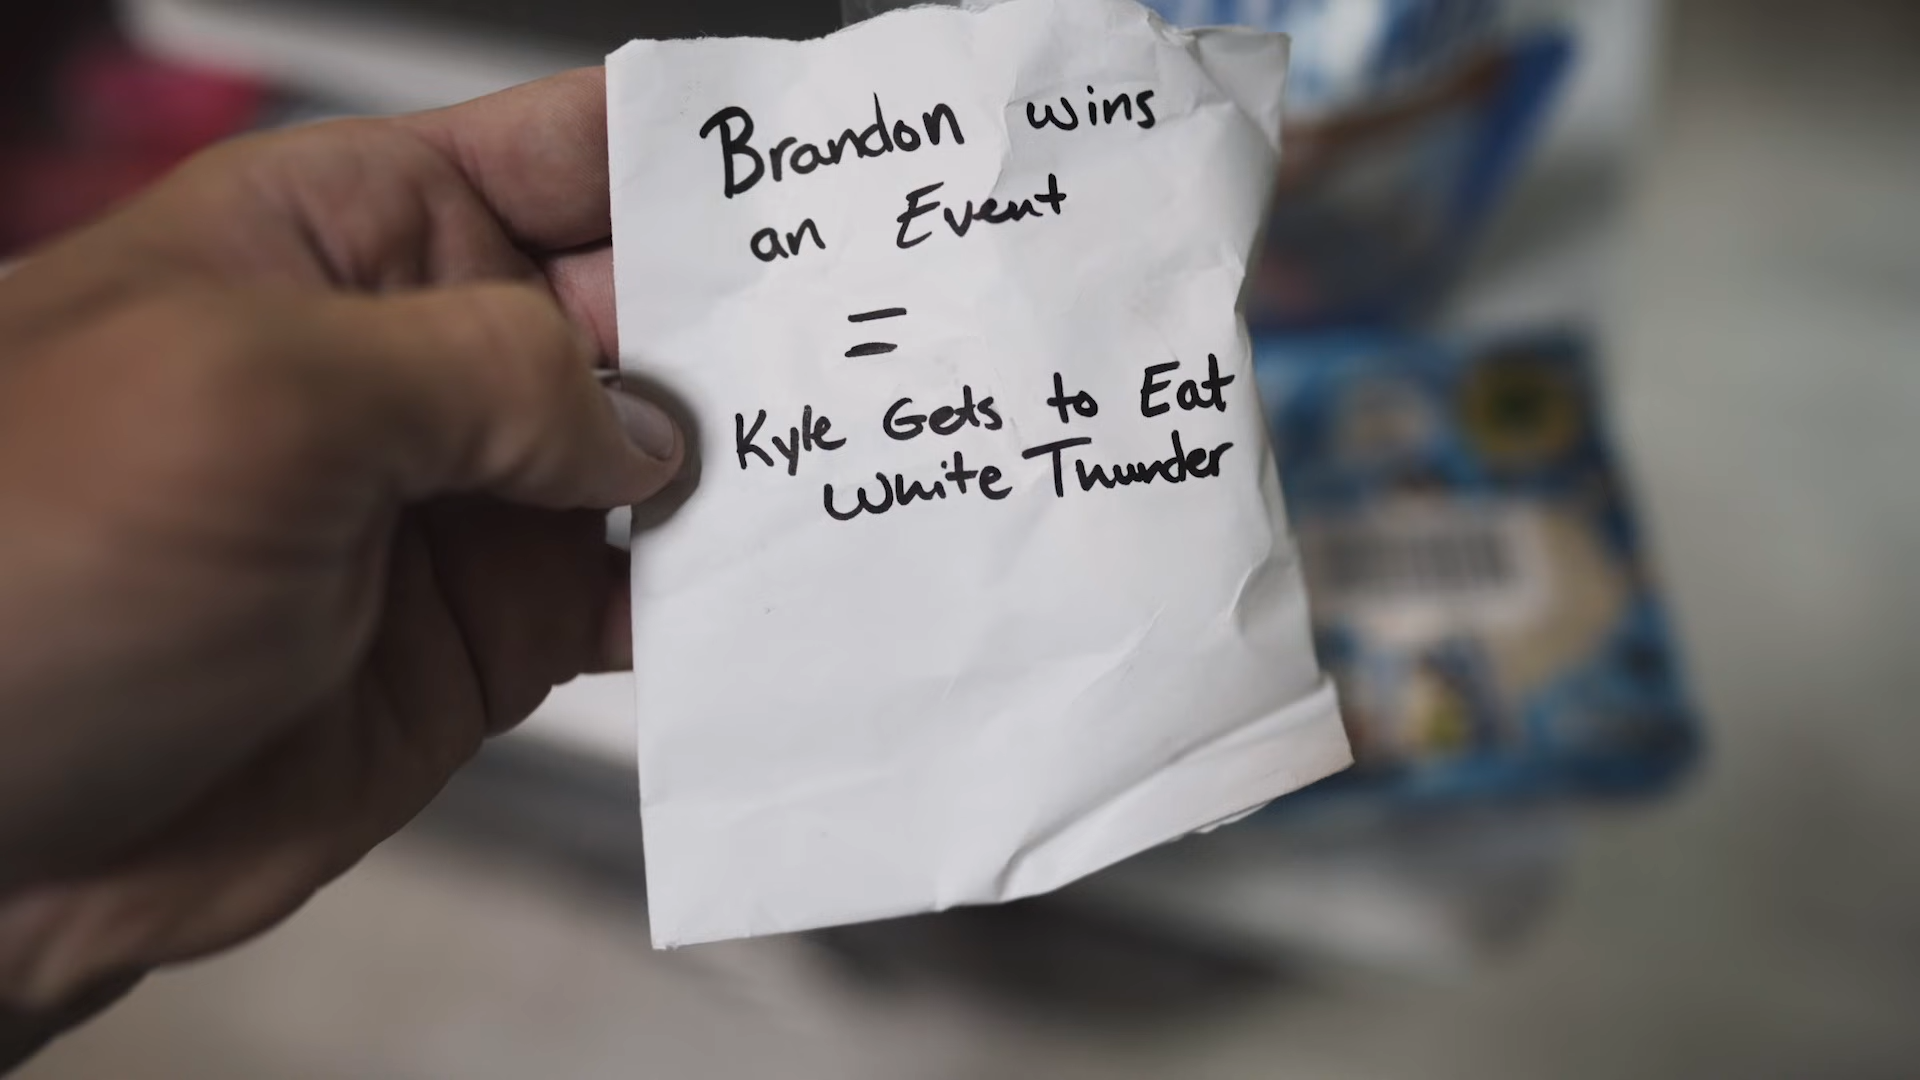 Brandon wins
an Event
=
Kyle Gets to Eat
White Thunder